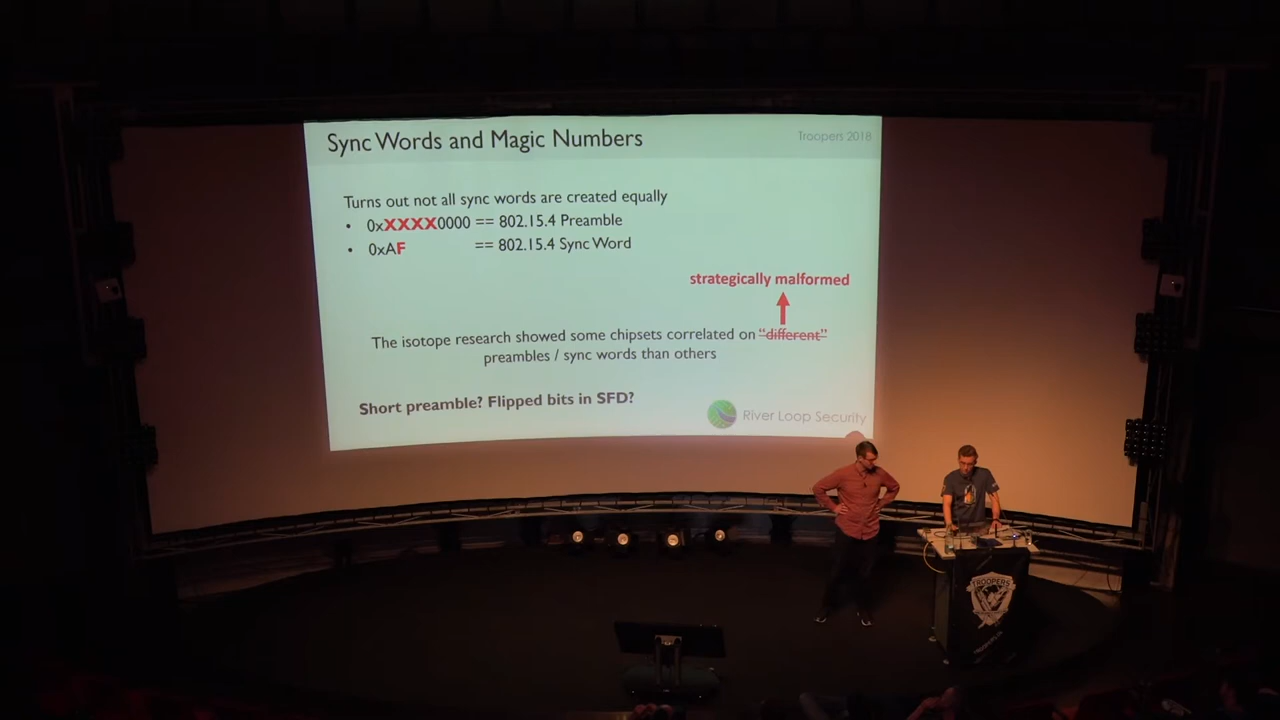 Sync Words and Magic Numbers
Troopers 2018
Turns out not all sync words are created equally
• 0xXXXX0000 == 802.15.4 Preamble
• 0xAF == 802.15.4 Sync Word
strategically malformed
The isotope research showed some chipsets correlated on “different”
preambles / sync words than others
Short preamble? Flipped bits in SFD?
River Loop Security
TROOPERS